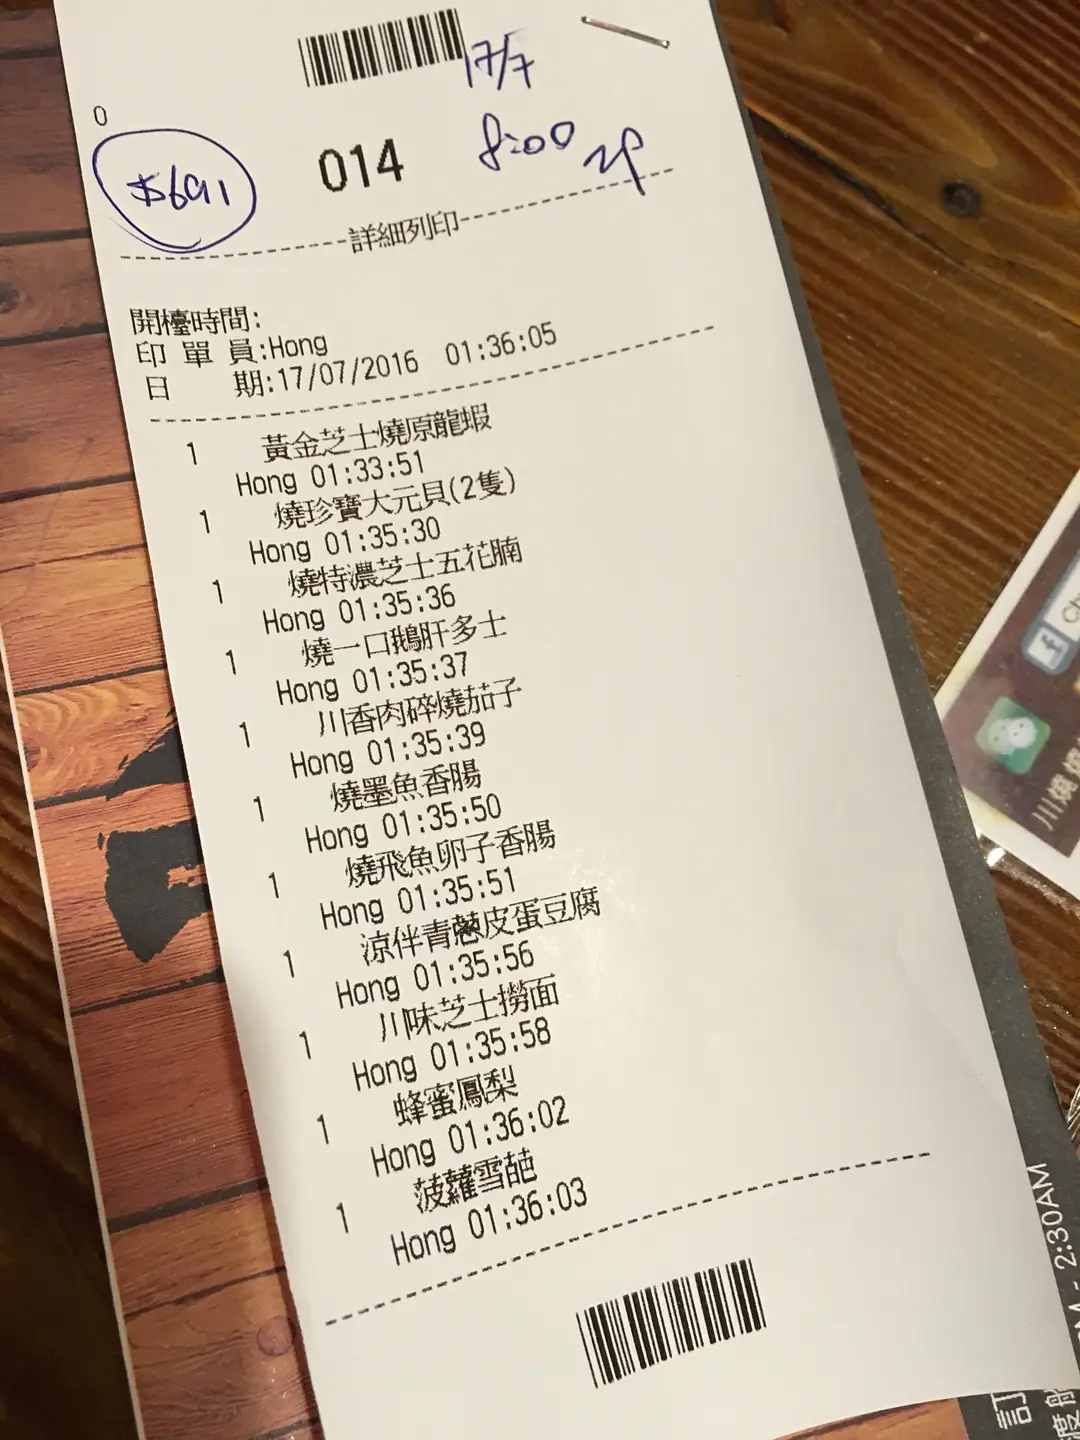 17/7
0
$691
014
8:00 2P
詳細列印
開檯時間:
印單員:Hong
日期:17/07/2016 01:36:05
1 黃金芝士燒原龍蝦
Hong 01:33:51
1 燒珍寶大元貝(2隻)
Hong 01:35:30
1 燒特濃芝士五花腩
Hong 01:35:36
1 燒一口鵝肝多士
Hong 01:35:37
1 川香肉碎燒茄子
Hong 01:35:39
1 燒墨魚香腸
Hong 01:35:50
1 燒飛魚卵子香腸
Hong 01:35:51
1 涼伴青蔥皮蛋豆腐
Hong 01:35:56
1 川味芝士撈面
Hong 01:35:58
1 蜂蜜鳳梨
Hong 01:36:02
1 菠蘿雪葩
Hong 01:36:03
川燒
- 2:30AM
訂